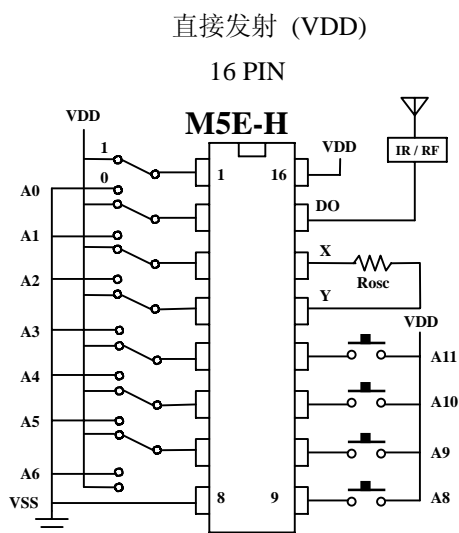 直接发射 (VDD)
16 PIN
M5E-H
VDD
1
0
A0
A1
A2
A3
A4
A5
A6
VSS
1
16
8
9
VDD
IR / RF
DO
X
Rosc
Y
VDD
A11
A10
A9
A8